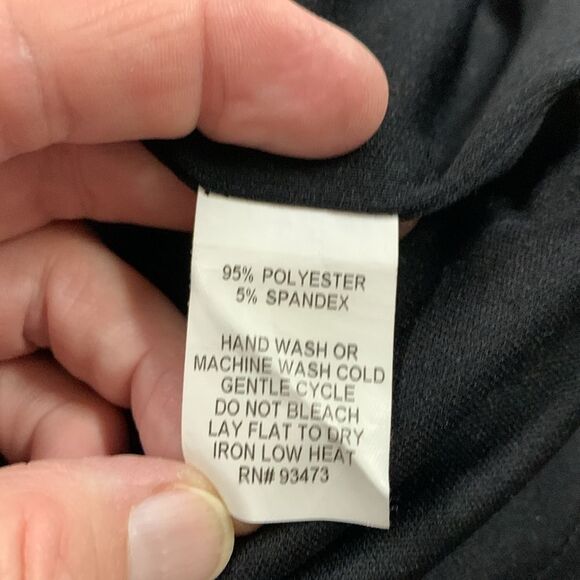 95% POLYESTER
5% SPANDEX
HAND WASH OR
MACHINE WASH COLD
GENTLE CYCLE
DO NOT BLEACH
LAY FLAT TO DRY
IRON LOW HEAT
RN# 93473